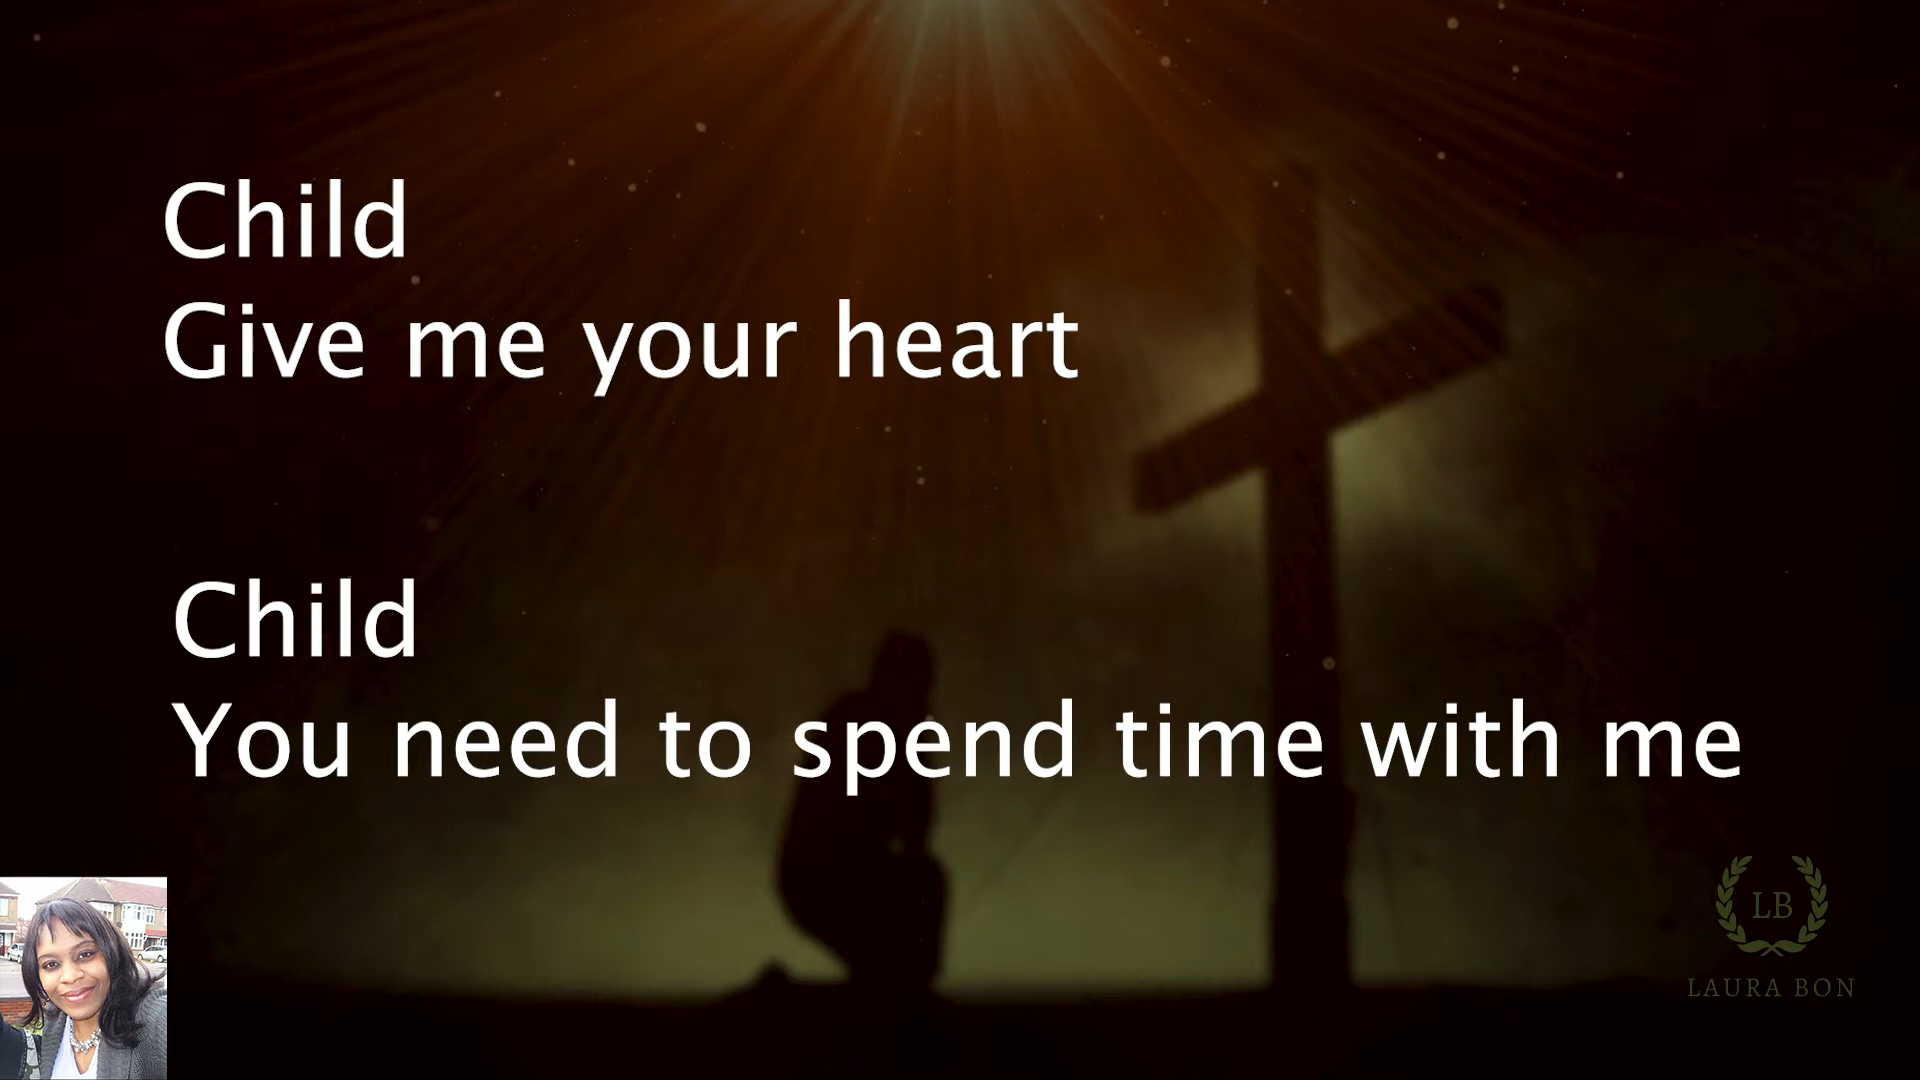 Child
Give me your heart
Child
You need to spend time with me
LB
LAURA BON